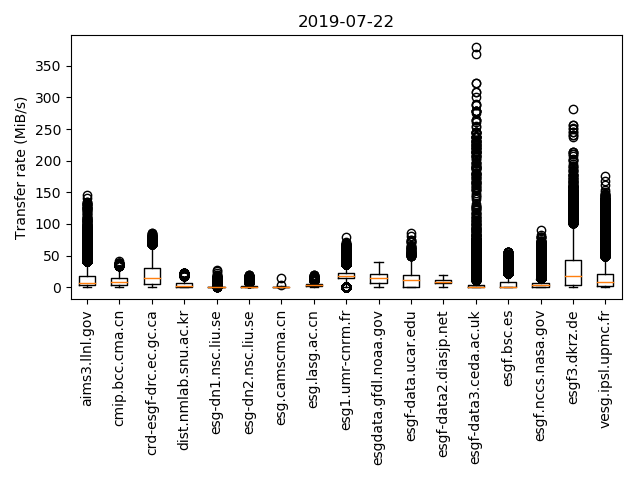 2019-07-22
Transfer rate (MiB/s)
350
300
250
200
150
100
50
0
aims3.llnl.gov
cmip.bcc.cma.cn
crd-esgf-drc.ec.gc.ca
dist.nmlab.snu.ac.kr
esg-dn1.nsc.liu.se
esg-dn2.nsc.liu.se
esg.camscma.cn
esg.lasg.ac.cn
esg1.umr-cnrm.fr
esgdata.gfdl.noaa.gov
esgf-data.ucar.edu
esgf-data2.diasjp.net
esgf-data3.ceda.ac.uk
esgf.bsc.es
esgf.nccs.nasa.gov
esgf3.dkrz.de
vesg.ipsl.upmc.fr